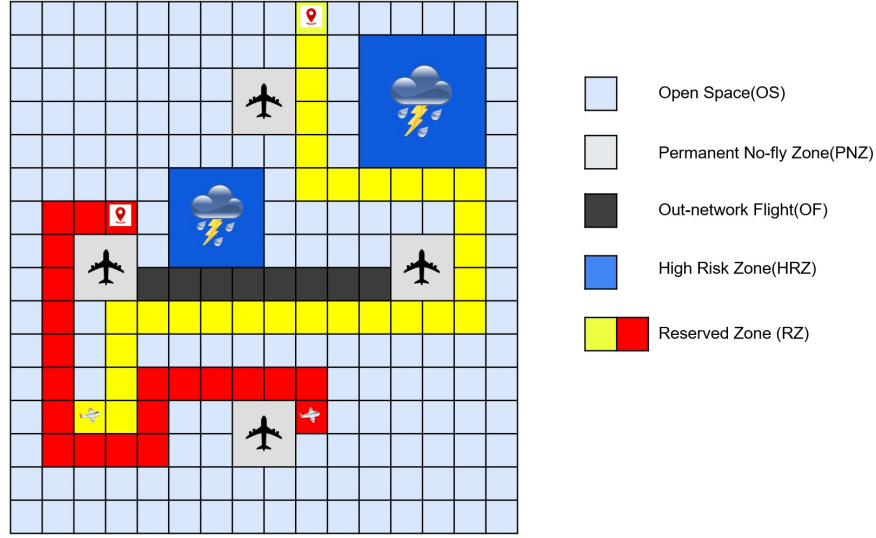 Open Space(OS)
Permanent No-fly Zone(PNZ)
Out-network Flight(OF)
High Risk Zone(HRZ)
Reserved Zone (RZ)